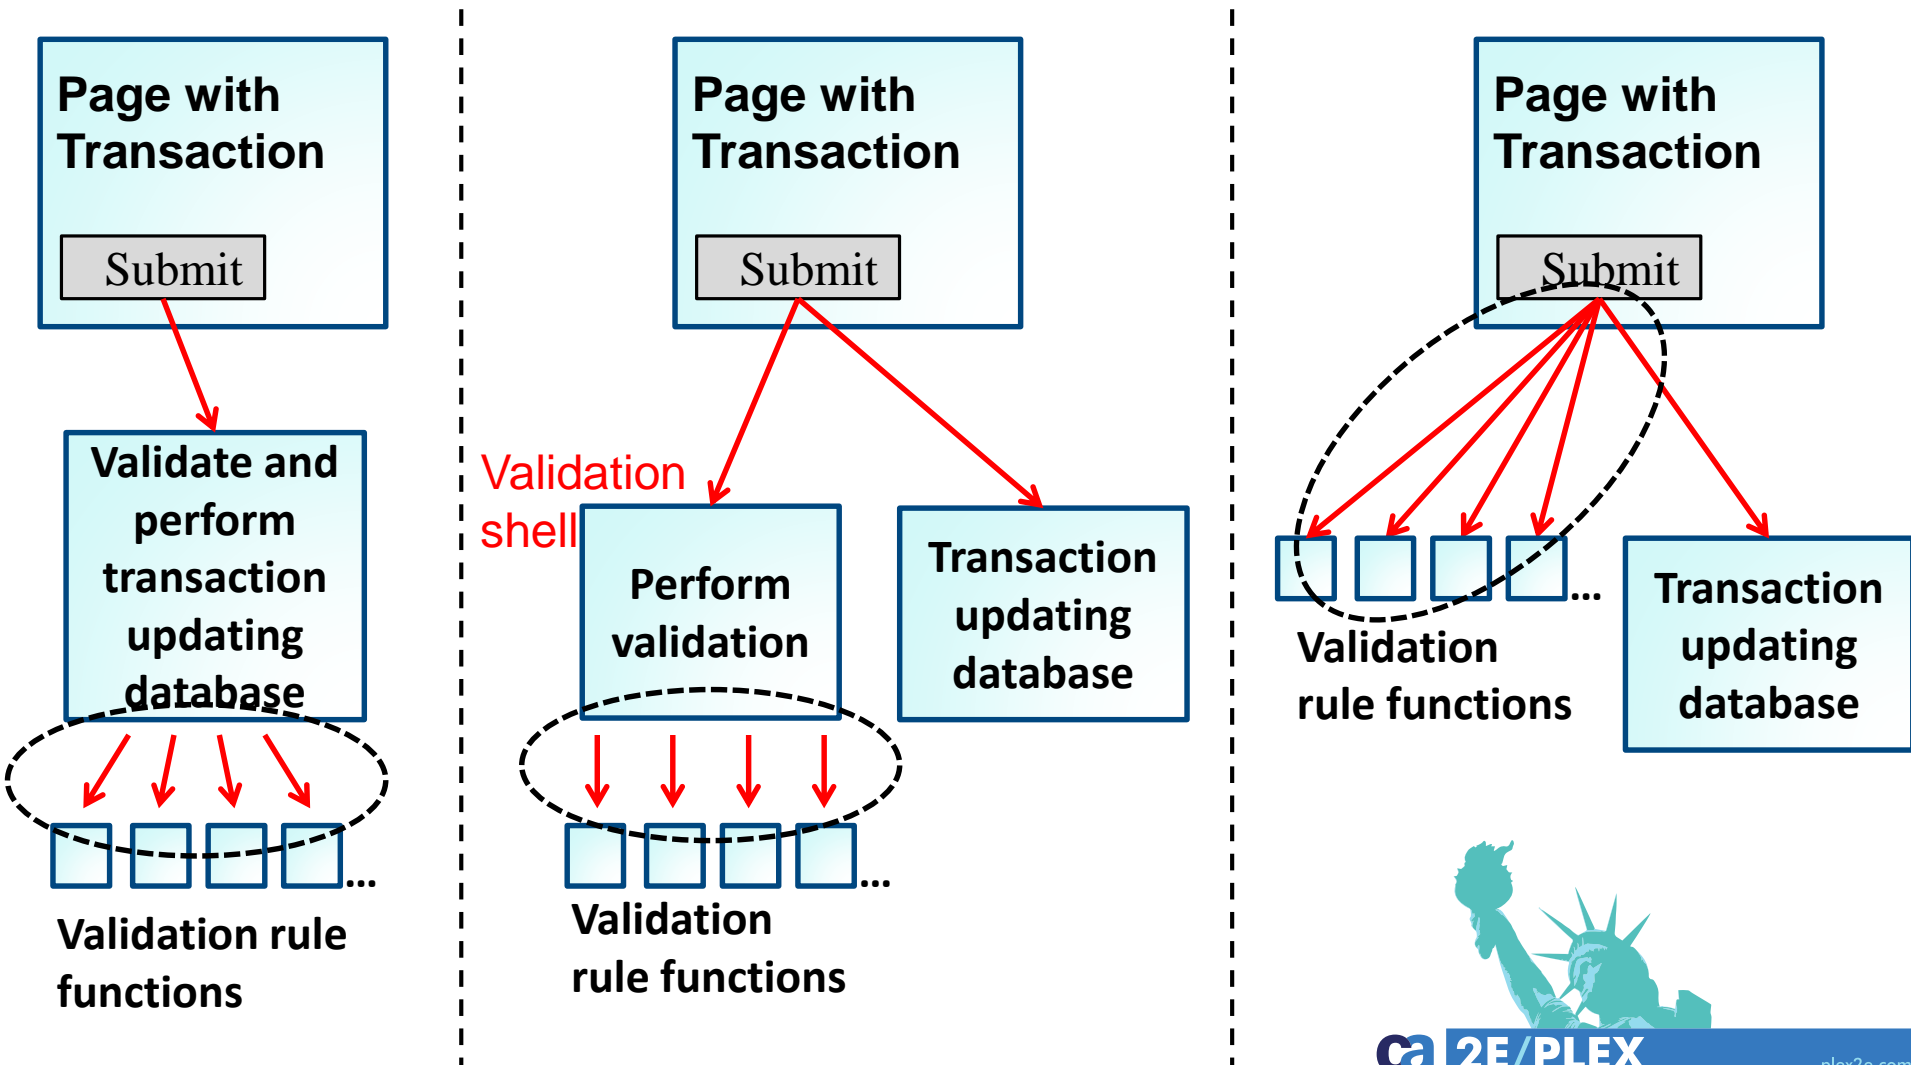 Page with
Transaction
Submit
Validate and
perform
transaction
updating
database
...
Validation rule
functions
Page with
Transaction
Submit
Validation
shell
Perform
validation
Transaction
updating
database
...
Validation
rule functions
Page with
Transaction
Submit
...
Validation
rule functions
Transaction
updating
database
ca 2E/PLEX
plex2e.com